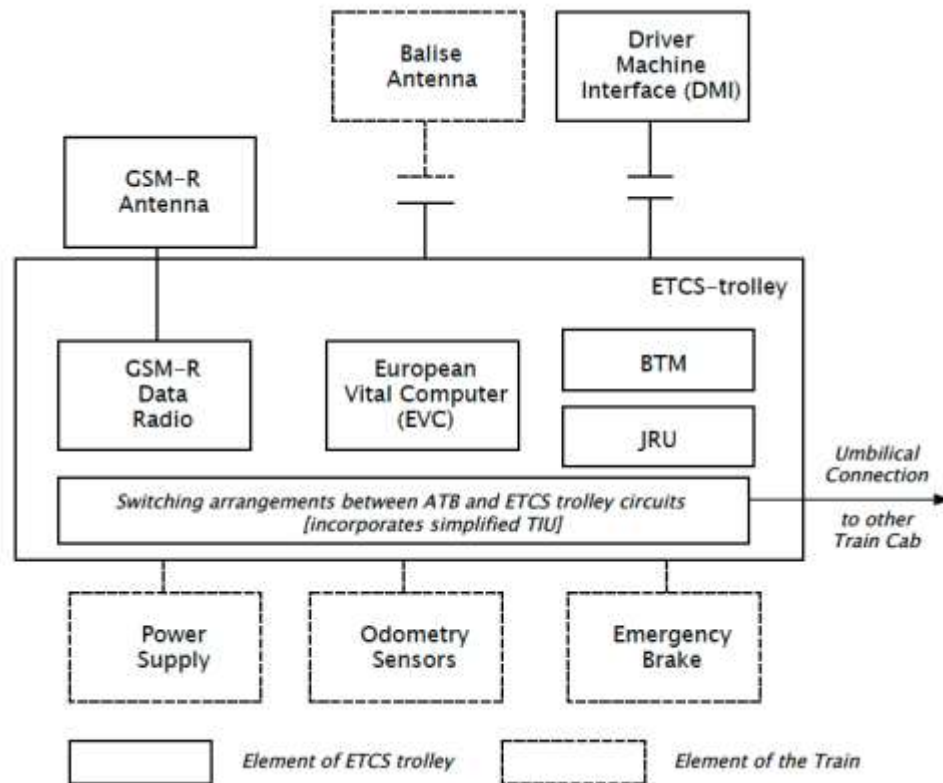 Balise
Antenna
Driver
Machine
Interface (DMI)
GSM-R
Antenna
ETCS-trolley
GSM-R
Data
Radio
European
Vital Computer
(EVC)
BTM
JRU
Switching arrangements between ATB and ETCS trolley circuits
[incorporates simplified TIU]
Umbilical
Connection
to other
Train Cab
Power
Supply
Odometry
Sensors
Emergency
Brake
Element of ETCS trolley
Element of the Train